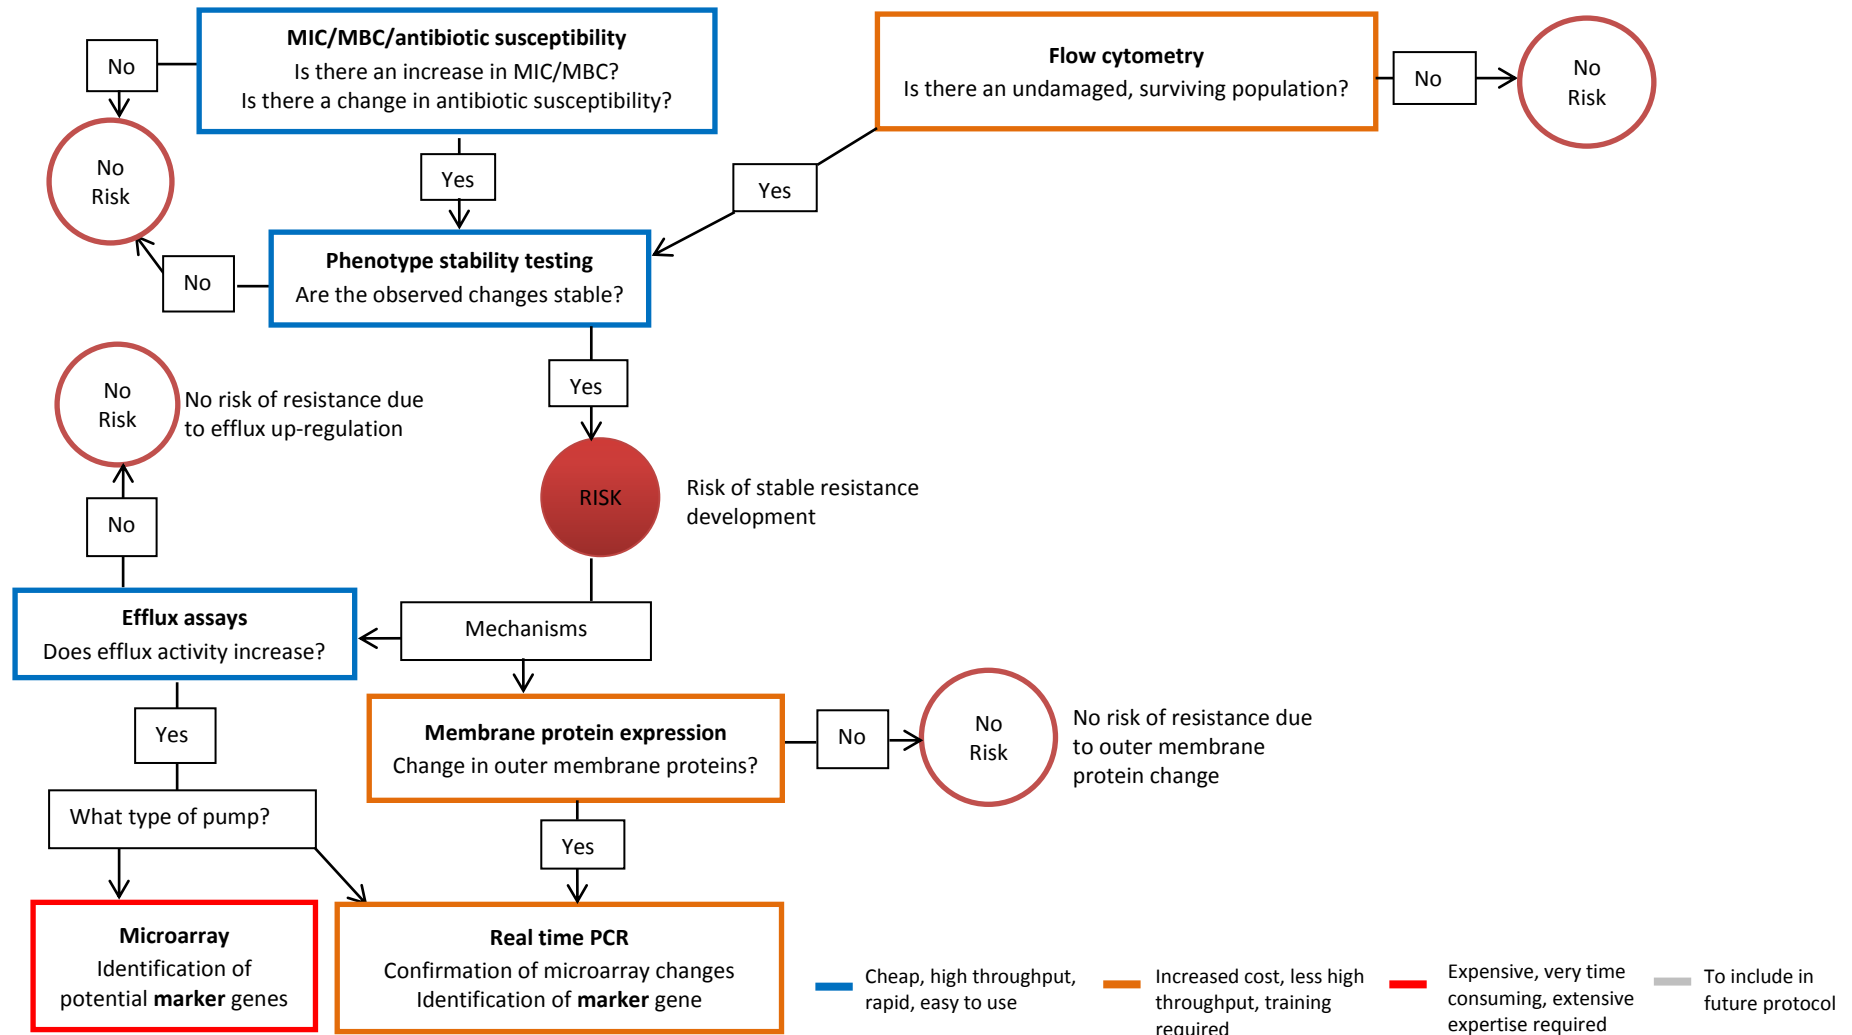 MIC/MBC/antibiotic susceptibility
Is there an increase in MIC/MBC?
Is there a change in antibiotic susceptibility?
No
No
Risk
Yes
Flow cytometry
Is there an undamaged, surviving population?
No
No
Risk
Yes
Phenotype stability testing
Are the observed changes stable?
No
Yes
No
Risk
No risk of resistance due
to efflux up-regulation
No
RISK
Risk of stable resistance
development
Efflux assays
Does efflux activity increase?
Mechanisms
Yes
Membrane protein expression
Change in outer membrane proteins?
No
No
Risk
No risk of resistance due
to outer membrane
protein change
What type of pump?
Yes
Microarray
Identification of
potential marker genes
Real time PCR
Confirmation of microarray changes
Identification of marker gene
Cheap, high throughput,
rapid, easy to use
Increased cost, less high
throughput, training
required
Expensive, very time
consuming, extensive
expertise required
To include in
future protocol